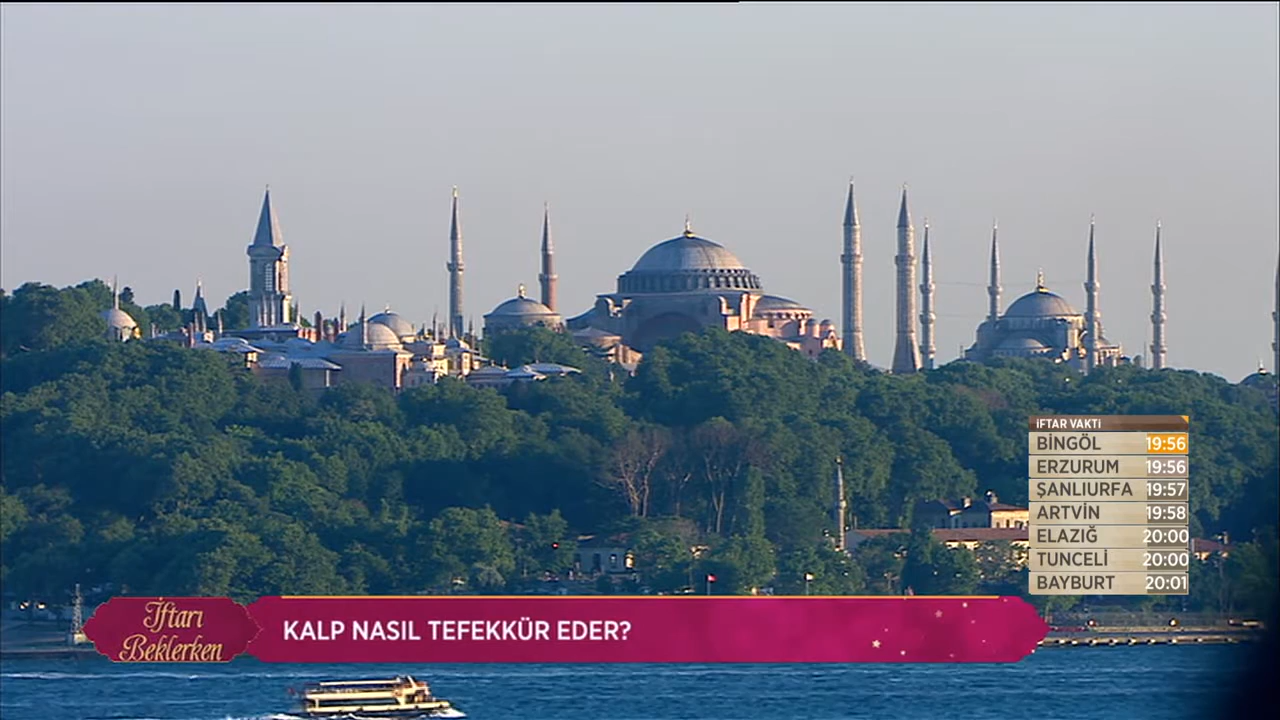 İFTAR VAKTİ
BİNGÖL 19:56
ERZURUM 19:56
ŞANLIURFA 19:57
ARTVİN 19:58
ELAZIĞ 20:00
TUNCELİ 20:00
BAYBURT 20:01
İftarı
Beklerken
KALP NASIL TEFEKKÜR EDER?